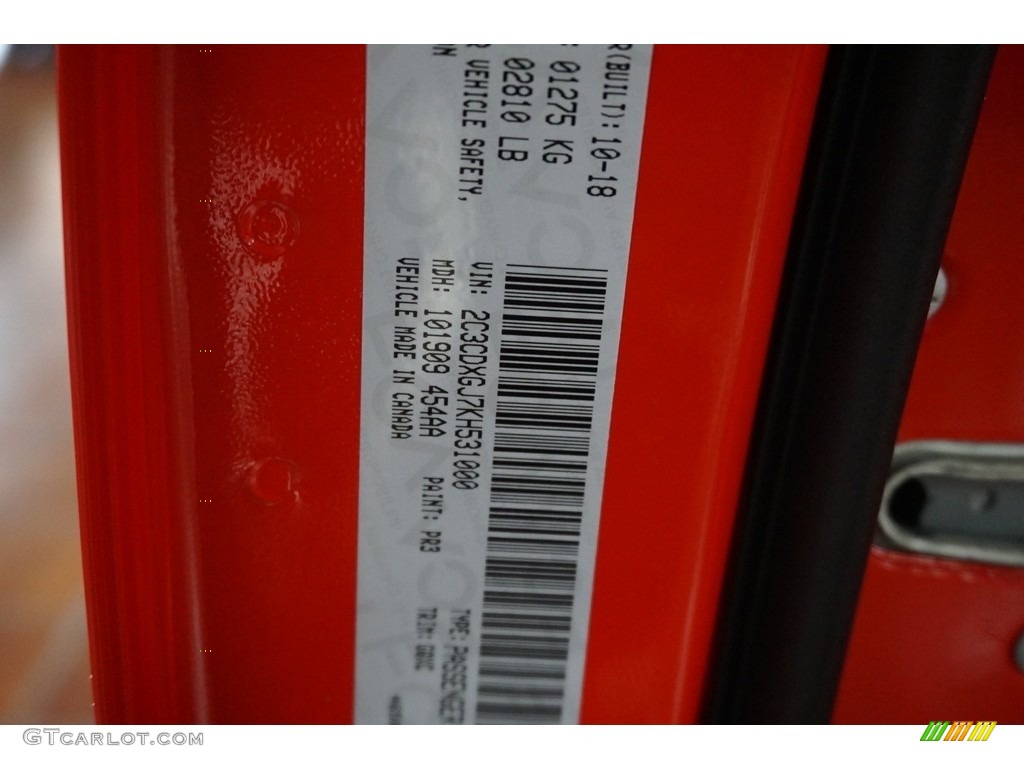 R(BUILT): 10-18
01275 KG
02810 LB
VEHICLE SAFETY,
VIN: 2C3CDXGJ7KH531000
TYPE: PASSENGER
MDH: 101909 454AA PAINT: PR3
TRIM:
VEHICLE MADE IN CANADA
GTCarlot.com